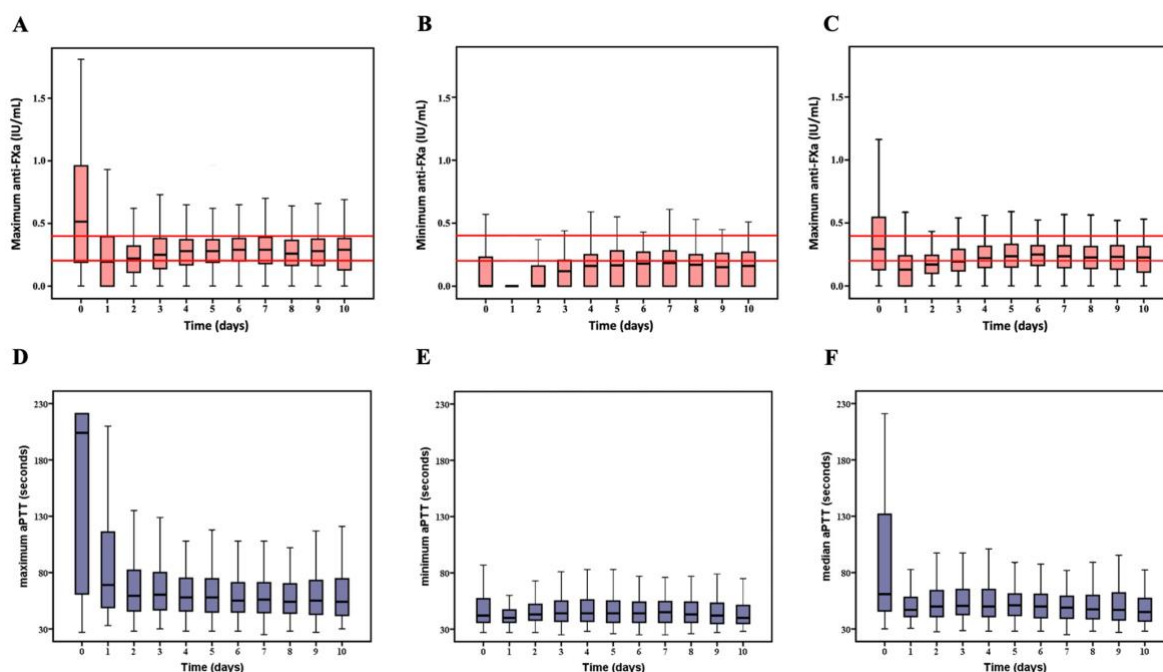 A
B
C
Maximum anti-FXa (IU/mL)
1.5
1.0
0.5
0.0
0 1 2 3 4 5 6 7 8 9 10
Time (days)
Minimum anti-FXa (IU/mL)
1.5
1.0
0.5
0.0
0 1 2 3 4 5 6 7 8 9 10
Time (days)
Maximum anti-FXa (IU/mL)
1.5
1.0
0.5
0.0
0 1 2 3 4 5 6 7 8 9 10
Time (days)
D
E
F
maximum aPTT (seconds)
230
180
130
80
30
0 1 2 3 4 5 6 7 8 9 10
Time (days)
minimum aPTT (seconds)
230
180
130
80
30
0 1 2 3 4 5 6 7 8 9 10
Time (days)
median aPTT (seconds)
230
180
130
80
30
0 1 2 3 4 5 6 7 8 9 10
Time (days)